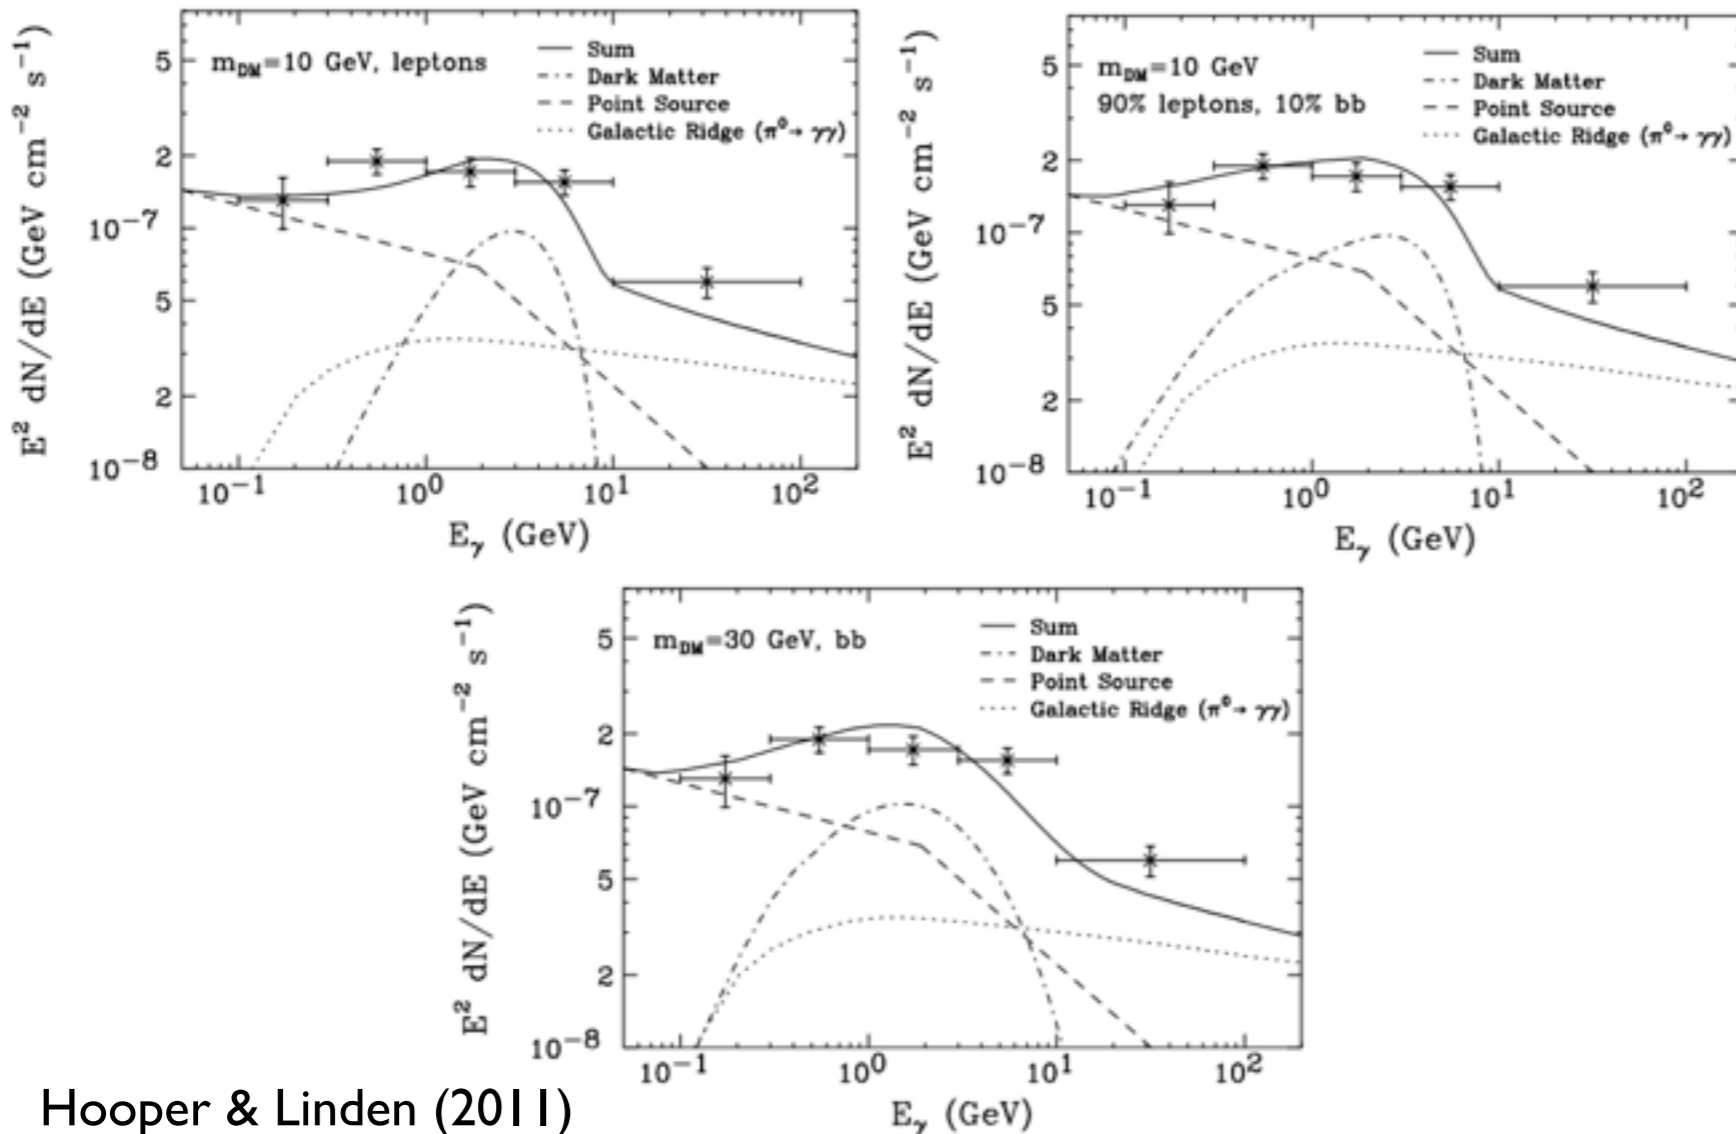 m_DM=10 GeV, leptons
Sum
Dark Matter
Point Source
Galactic Ridge (π⁰→ γγ)
E² dN/dE (GeV cm⁻² s⁻¹)
5
2
10⁻⁷
5
2
10⁻⁸
10⁻¹ 10⁰ 10¹ 10²
E_γ (GeV)
m_DM=10 GeV
90% leptons, 10% bb
Sum
Dark Matter
Point Source
Galactic Ridge (π⁰→ γγ)
E² dN/dE (GeV cm⁻² s⁻¹)
5
2
10⁻⁷
5
2
10⁻⁸
10⁻¹ 10⁰ 10¹ 10²
E_γ (GeV)
m_DM=30 GeV, bb
Sum
Dark Matter
Point Source
Galactic Ridge (π⁰→ γγ)
E² dN/dE (GeV cm⁻² s⁻¹)
5
2
10⁻⁷
5
2
10⁻⁸
10⁻¹ 10⁰ 10¹ 10²
E_γ (GeV)
Hooper & Linden (2011)